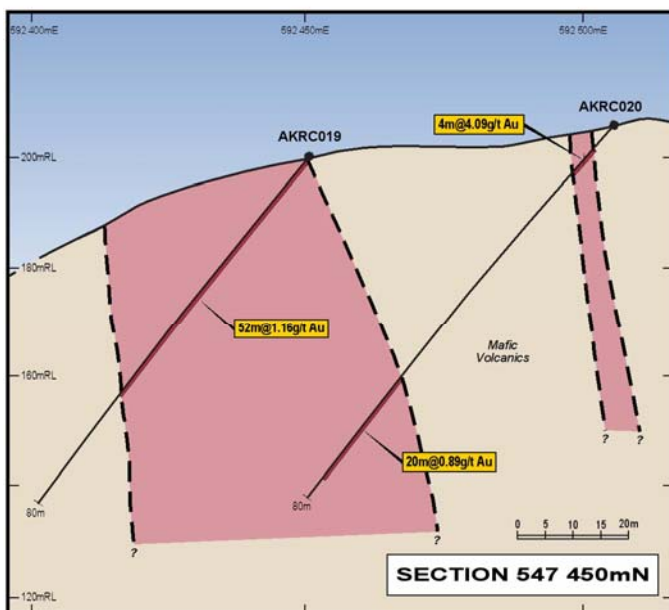 592 400mE
592 450mE
592 500mE
AKRC020
4m@4.09g/t Au
AKRC019
200mRL
180mRL
52m@1.16g/t Au
Mafic
Volcanics
160mRL
20m@0.89g/t Au
? ?
80m
80m
0 5 10 15 20m
?
?
SECTION 547 450mN
120mRL